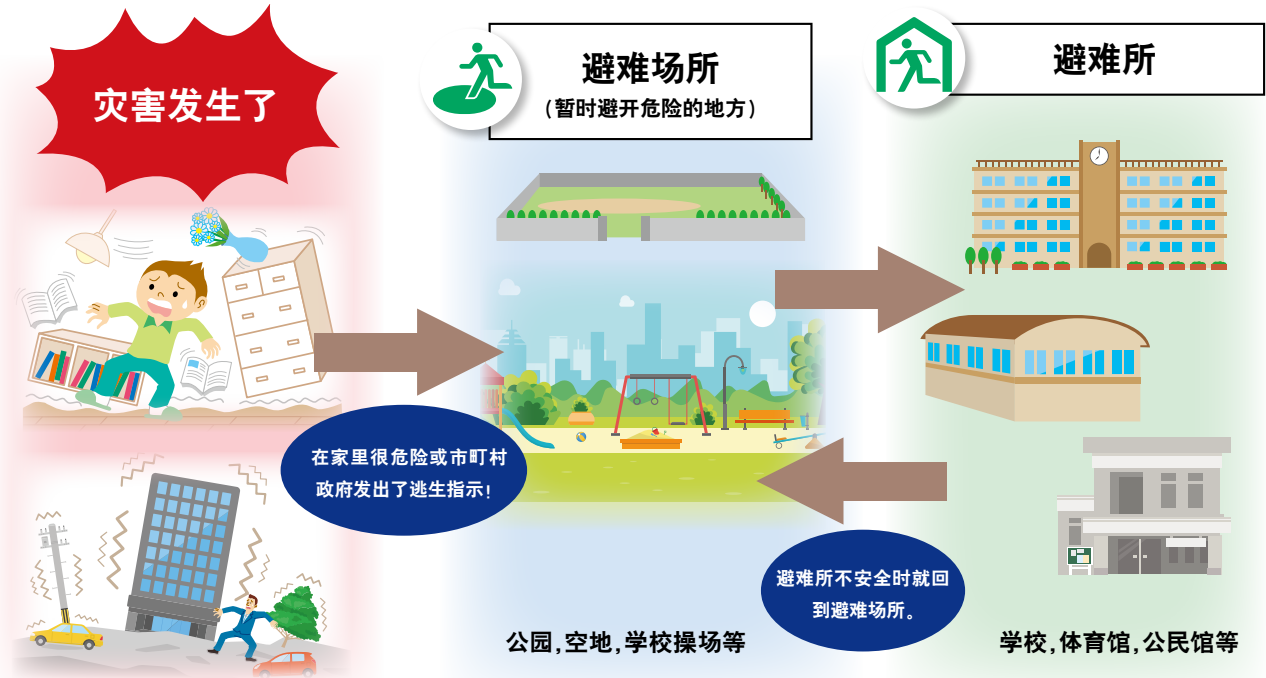 灾害发生了
避难场所
(暂时避开危险的地方)
避难所
在家里很危险或市町村
政府发出了逃生指示!
避难所不安全时就回
到避难场所。
公园,空地,学校操场等
学校,体育馆,公民馆等